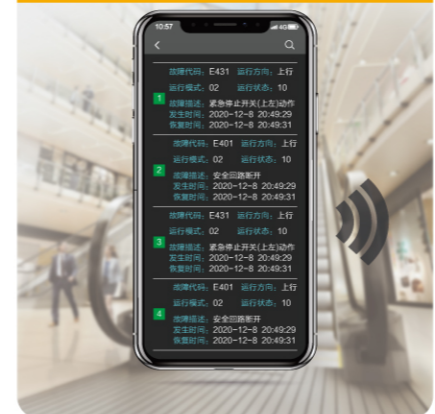 10:57 4G
故障代码：E431 运行方向：上行
运行模式：02 运行状态：10
1
故障描述：紧急停止开关(上左)动作
发生时间：2020-12-8 20:49:29
恢复时间：2020-12-8 20:49:31
故障代码：E401 运行方向：上行
运行模式：02 运行状态：10
2
故障描述：安全回路断开
发生时间：2020-12-8 20:49:29
恢复时间：2020-12-8 20:49:31
故障代码：E431 运行方向：上行
运行模式：02 运行状态：10
3
故障描述：紧急停止开关(上左)动作
发生时间：2020-12-8 20:49:29
恢复时间：2020-12-8 20:49:31
故障代码：E401 运行方向：上行
运行模式：02 运行状态：10
4
故障描述：安全回路断开
发生时间：2020-12-8 20:49:29
恢复时间：2020-12-8 20:49:31